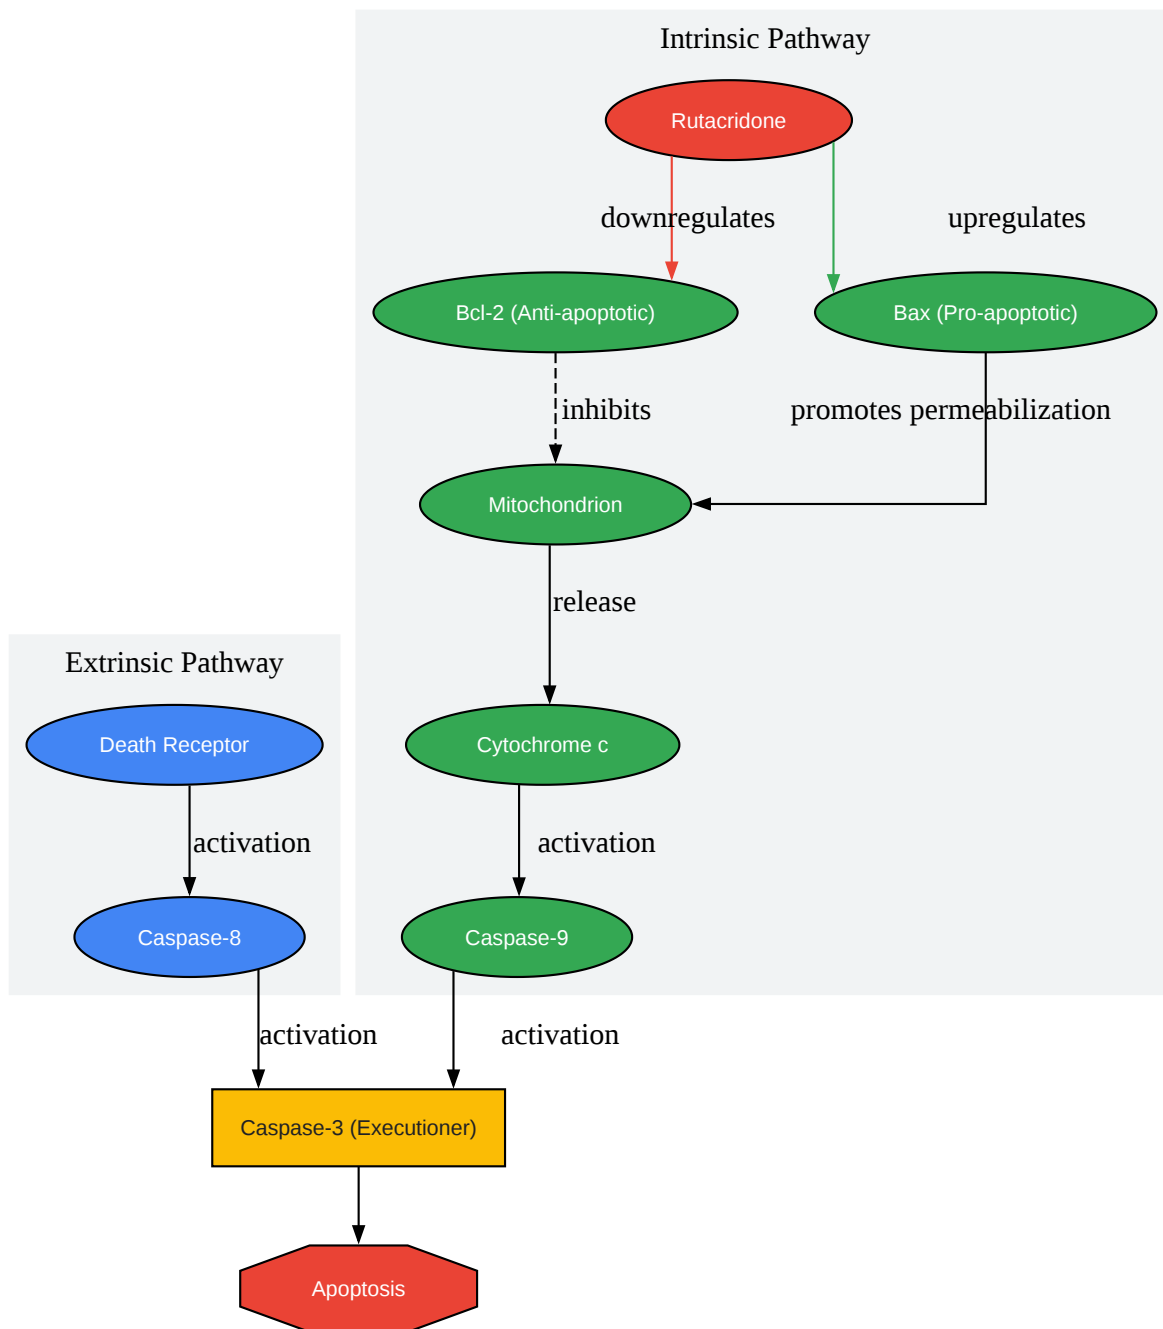 Intrinsic Pathway
Rutacridone
downregulates
upregulates
Bcl-2 (Anti-apoptotic)
Bax (Pro-apoptotic)
inhibits
promotes permeabilization
Mitochondrion
release
Extrinsic Pathway
Death Receptor
Cytochrome c
activation
activation
Caspase-8
Caspase-9
activation
activation
Caspase-3 (Executioner)
Apoptosis